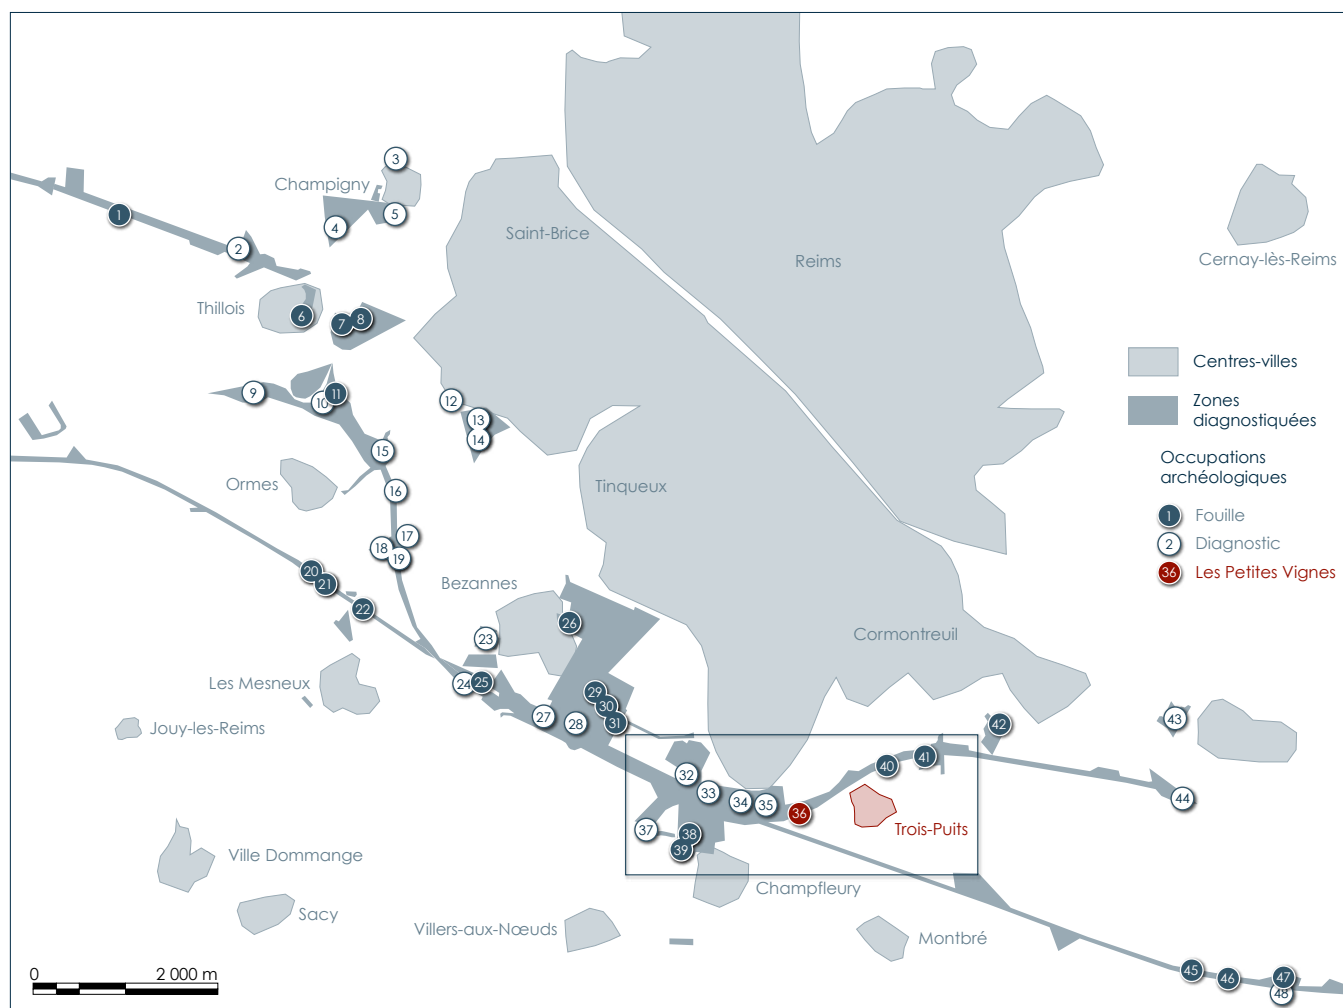 3
Champigny
1
5
4
Saint-Brice
2
Reims
Cernay-lès-Reims
Thillois
6
7
8
Centres-villes
9
10
11
12
Zones
diagnostiquées
13
14
15
Occupations
archéologiques
Ormes
16
Tinqueux
1
Fouille
17
18
19
2
Diagnostic
20
21
36
Les Petites Vignes
Bezannes
22
26
23
Cormontreuil
Les Mesneux
24
25
29
30
27
28
31
Jouy-les-Reims
43
42
41
40
32
33
34
35
36
44
37
38
39
Trois-Puits
Ville Dommange
Champfleury
Sacy
Villers-aux-Nœuds
Montbré
0
2 000 m
45
46
47
48